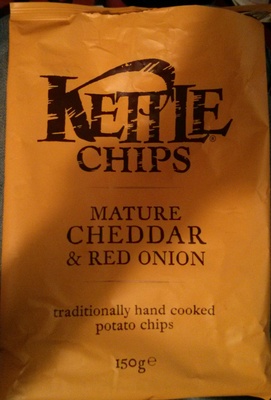 KETTLE®
CHIPS
MATURE
CHEDDAR
& RED ONION
traditionally hand cooked
potato chips
150g℮